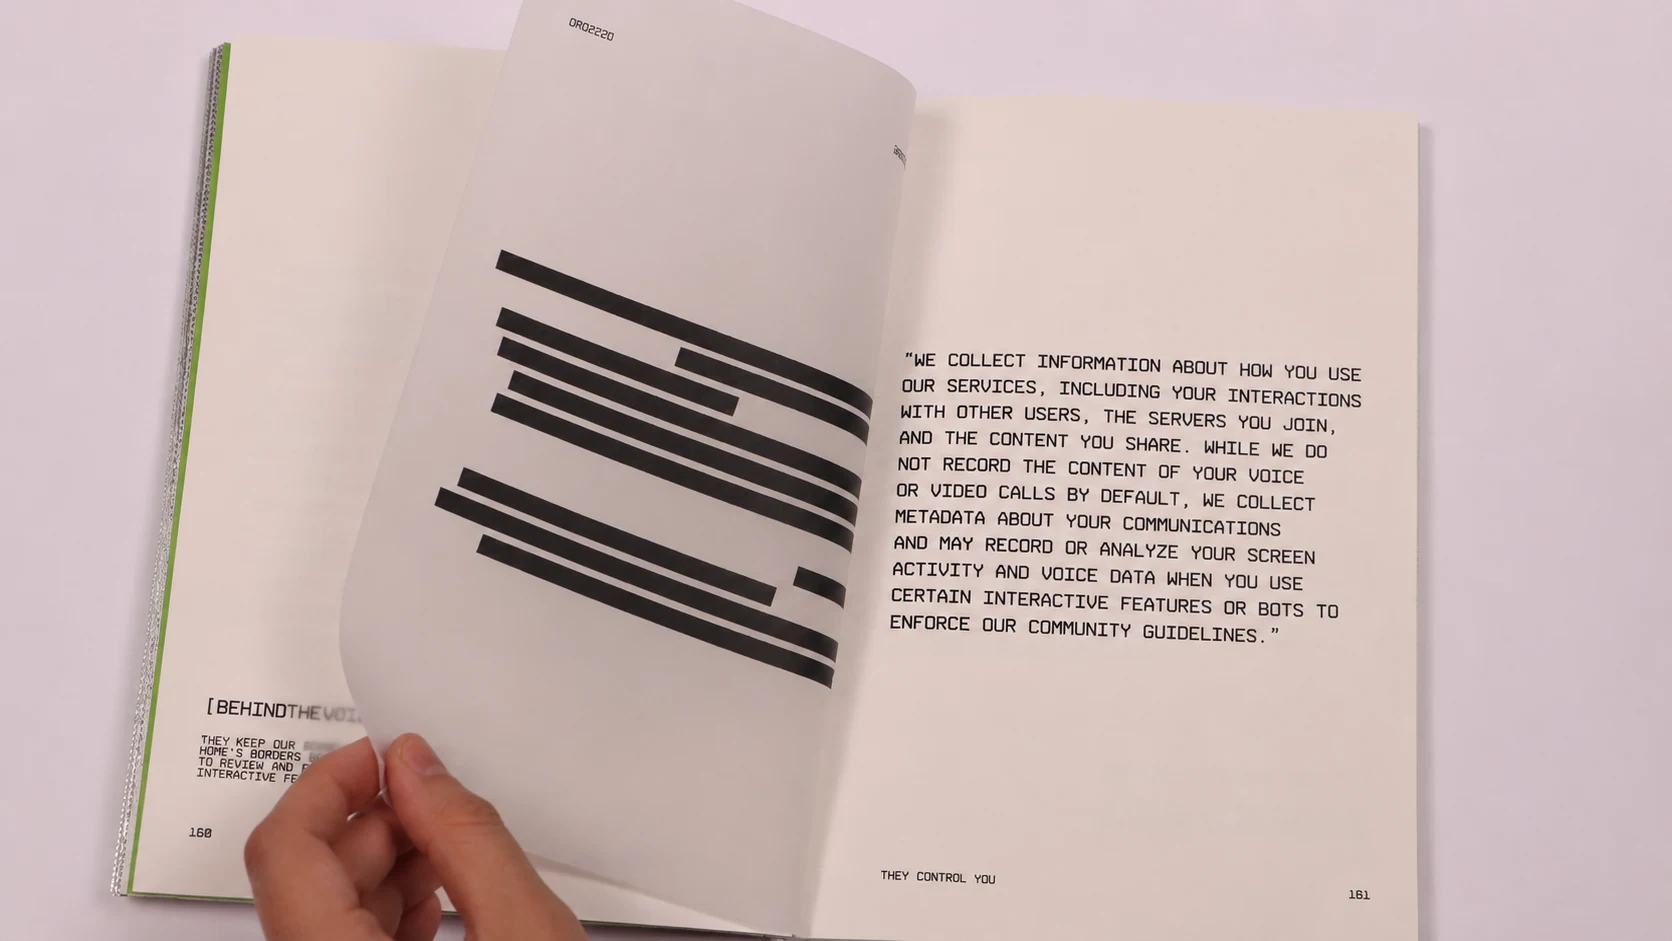 [BEHINDTHEVOI
THEY KEEP OUR
HOME'S BORDERS
TO REVIEW AND
INTERACTIVE FE
160
"WE COLLECT INFORMATION ABOUT HOW YOU USE
OUR SERVICES, INCLUDING YOUR INTERACTIONS
WITH OTHER USERS, THE SERVERS YOU JOIN,
AND THE CONTENT YOU SHARE. WHILE WE DO
NOT RECORD THE CONTENT OF YOUR VOICE
OR VIDEO CALLS BY DEFAULT, WE COLLECT
METADATA ABOUT YOUR COMMUNICATIONS
AND MAY RECORD OR ANALYZE YOUR SCREEN
ACTIVITY AND VOICE DATA WHEN YOU USE
CERTAIN INTERACTIVE FEATURES OR BOTS TO
ENFORCE OUR COMMUNITY GUIDELINES."
THEY CONTROL YOU
161